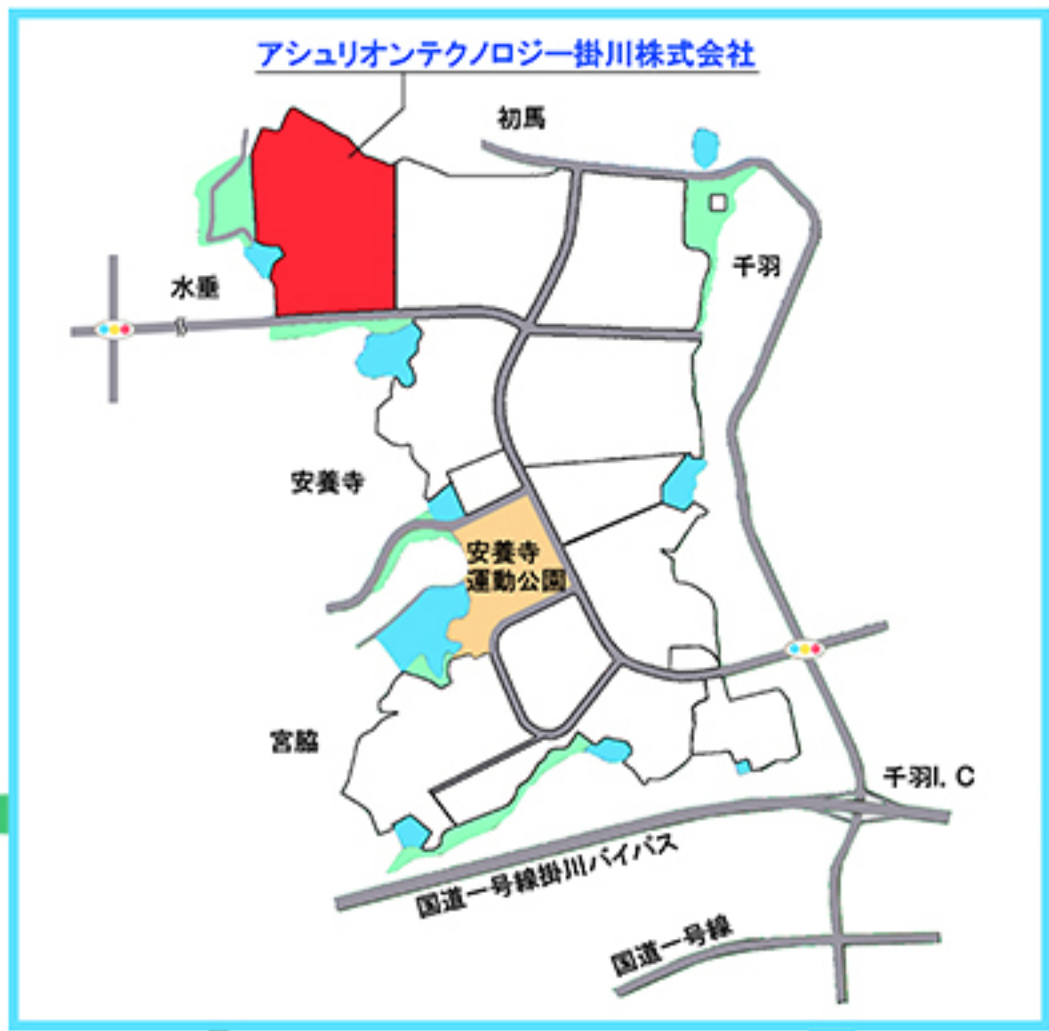 アシュリオンテクノロジー掛川株式会社
初馬
千羽
水垂
安養寺
安養寺
運動公園
宮脇
千羽I. C
国道一号線掛川バイパス
国道一号線